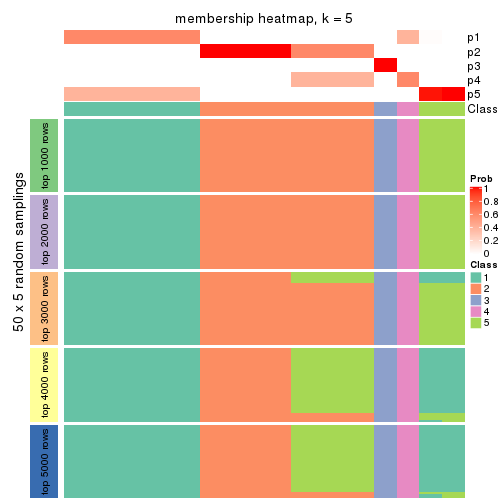 membership heatmap, k = 5
p1
p2
p3
p4
p5
Class
50 x 5 random samplings
top 1000 rows
top 2000 rows
top 3000 rows
top 4000 rows
top 5000 rows
Prob
1
0.8
0.6
0.4
0.2
0
Class
1
2
3
4
5